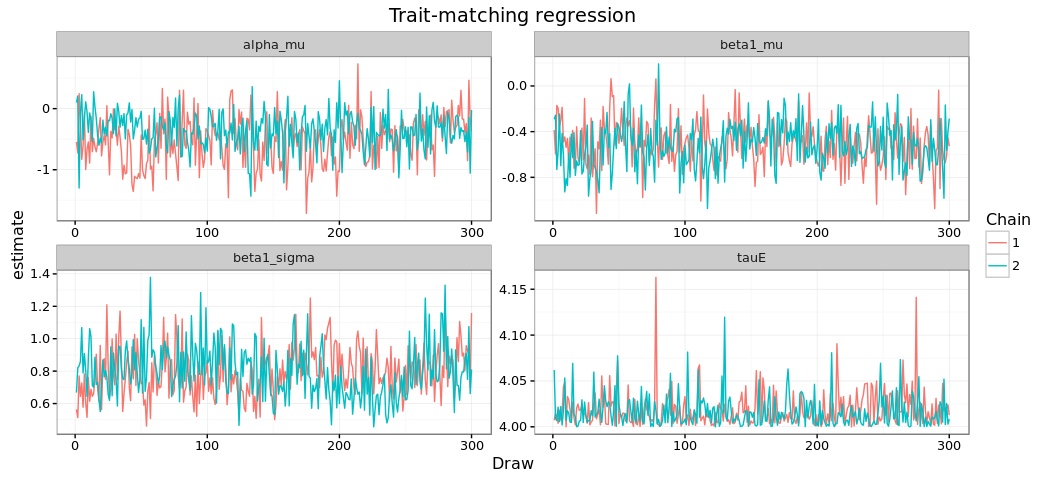 Trait-matching regression
alpha_mu
beta1_mu
0
-1
0.0
-0.4
-0.8
0 100 200 300
0 100 200 300
beta1_sigma
tauE
1.4
1.2
1.0
0.8
0.6
4.15
4.10
4.05
4.00
0 100 200 300
0 100 200 300
estimate
Draw
Chain
1
2